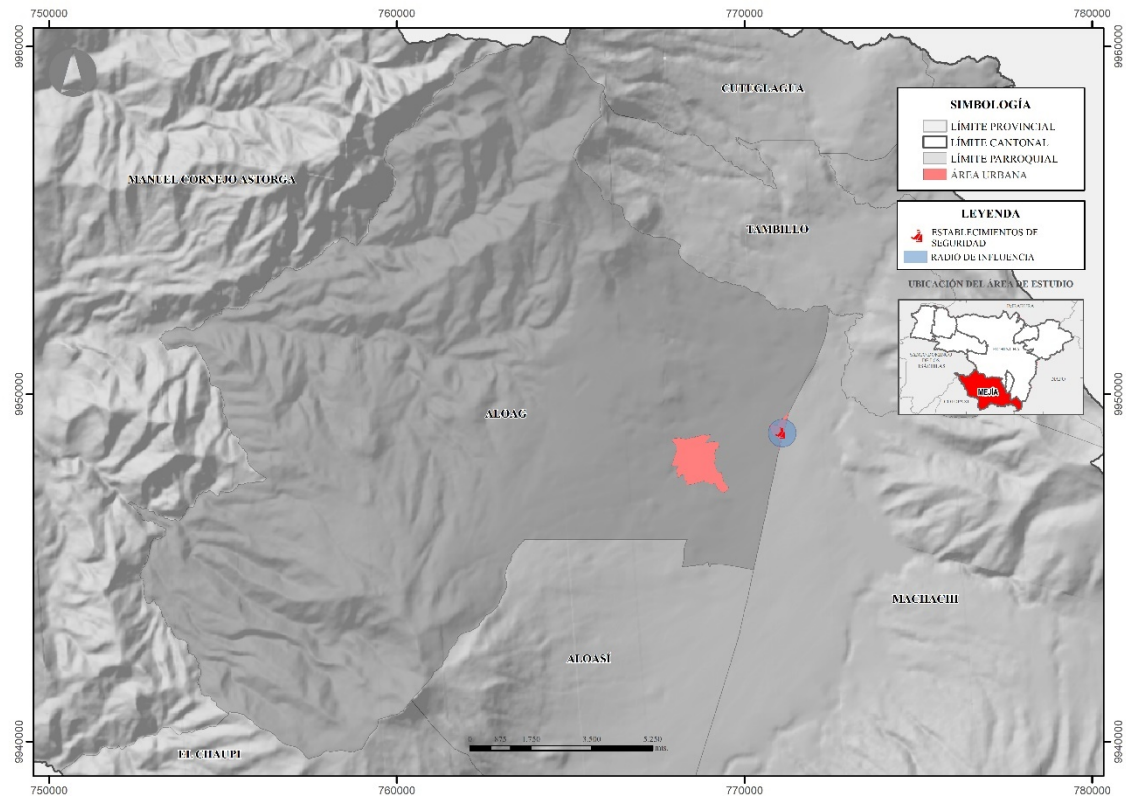 750000 760000 770000 780000
9960000 9960000
CUTUGLAGUA
MANUEL CORNEJO ASTORGA
TAMBILLO
SIMBOLOGÍA
LÍMITE PROVINCIAL
LÍMITE CANTONAL
LÍMITE PARROQUIAL
ÁREA URBANA
LEYENDA
ESTABLECIMIENTOS DE
SEGURIDAD
RADIO DE INFLUENCIA
UBICACIÓN DEL ÁREA DE ESTUDIO
MEJÍA
9950000 9950000
ALOAG
MACHACHI
ALOASÍ
EL CHAUPI
0 875 1.750 3.500 5.250
ms.
9940000 9940000
750000 760000 770000 780000